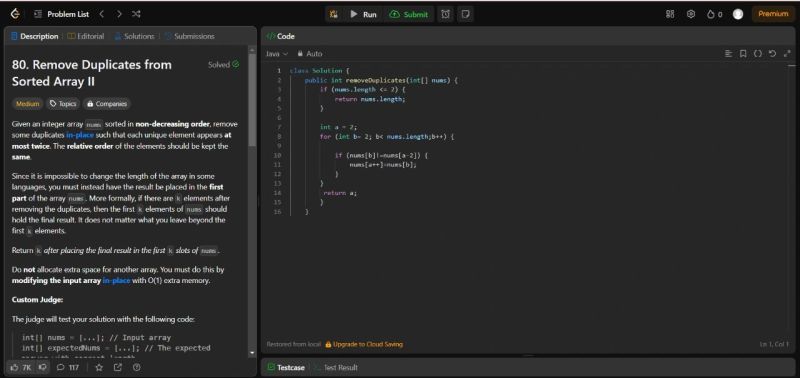 Problem List
Run
Submit
0
Premium
Description
Editorial
Solutions
Submissions
80. Remove Duplicates from
Sorted Array II
Solved
Medium
Topics
Companies
Given an integer array nums sorted in non-decreasing order, remove
some duplicates in-place such that each unique element appears at
most twice. The relative order of the elements should be kept the
same.
Since it is impossible to change the length of the array in some
languages, you must instead have the result be placed in the first
part of the array nums. More formally, if there are k elements after
removing the duplicates, then the first k elements of nums should
hold the final result. It does not matter what you leave beyond the
first k elements.
Return k after placing the final result in the first k slots of nums.
Do not allocate extra space for another array. You must do this by
modifying the input array in-place with O(1) extra memory.
Custom Judge:
The judge will test your solution with the following code:
int[] nums = [...]; // Input array
int[] expectedNums = [...]; // The expected
answer with correct length
7K
117
</> Code
Java
Auto
1 class Solution {
2 public int removeDuplicates(int[] nums) {
3 if (nums.length <= 2) {
4 return nums.length;
5 }
6
7 int a = 2;
8 for (int b= 2; b< nums.length;b++) {
9
10 if (nums[b]!=nums[a-2]) {
11 nums[a++]=nums[b];
12 }
13 }
14 return a;
15 }
16 }
Restored from local
Upgrade to Cloud Saving
Ln 1, Col 1
Testcase
Test Result